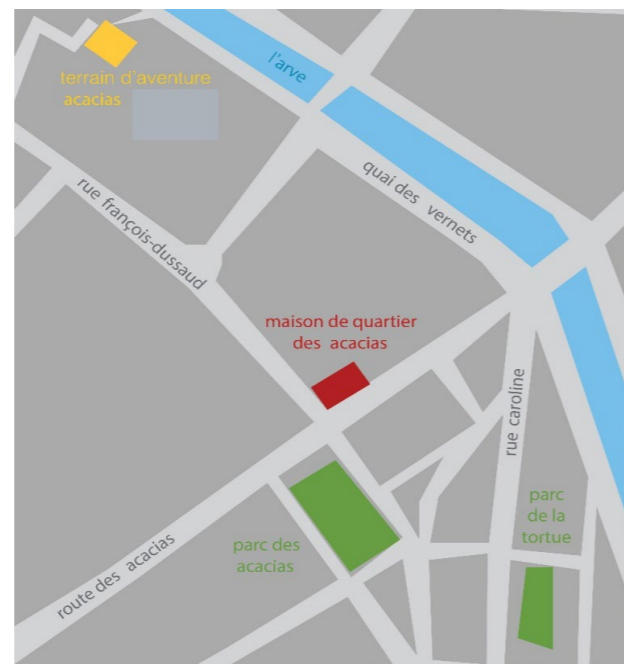 l'arve
terrain d'aventure
acacias
quai des vernets
rue françois-dussaud
maison de quartier
des acacias
rue caroline
parc
de la
tortue
parc des
acacias
route des acacias